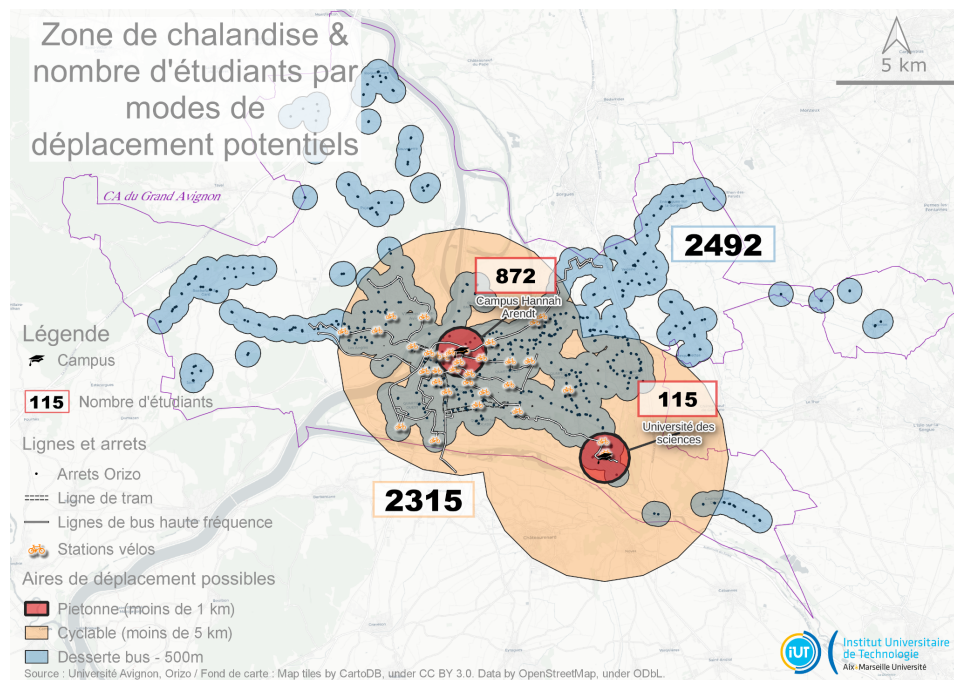 Zone de chalandise &
nombre d'étudiants par
modes de
déplacement potentiels
5 km
CA du Grand Avignon
2492
872
Campus Hannah
Arendt
115
Université des
sciences
2315
Légende
Campus
115 Nombre d'étudiants
Lignes et arrets
Arrets Orizo
Ligne de tram
Lignes de bus haute fréquence
Stations vélos
Aires de déplacement possibles
Pietonne (moins de 1 km)
Cyclable (moins de 5 km)
Desserte bus - 500m
Source : Université Avignon, Orizo / Fond de carte : Map tiles by CartoDB, under CC BY 3.0. Data by OpenStreetMap, under ODbL.
iUT
Institut Universitaire
de Technologie
Aix*Marseille Université